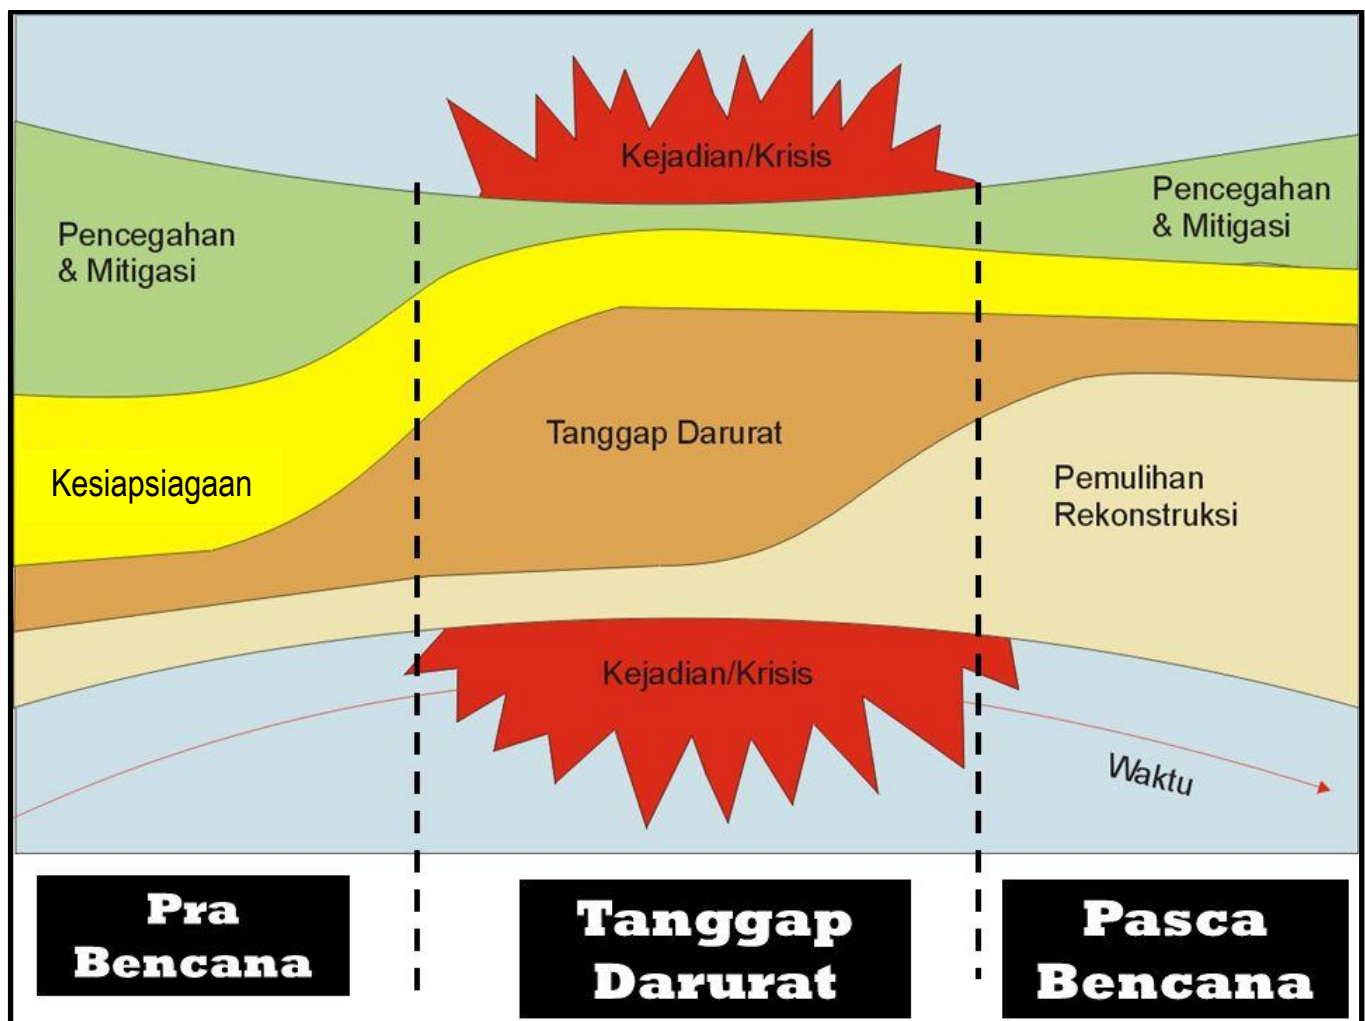 Kejadian/Krisis
Pencegahan
& Mitigasi
Pencegahan
& Mitigasi
Kesiapsiagaan
Tanggap Darurat
Pemulihan
Rekonstruksi
Kejadian/Krisis
Waktu
Pra
Bencana
Tanggap
Darurat
Pasca
Bencana